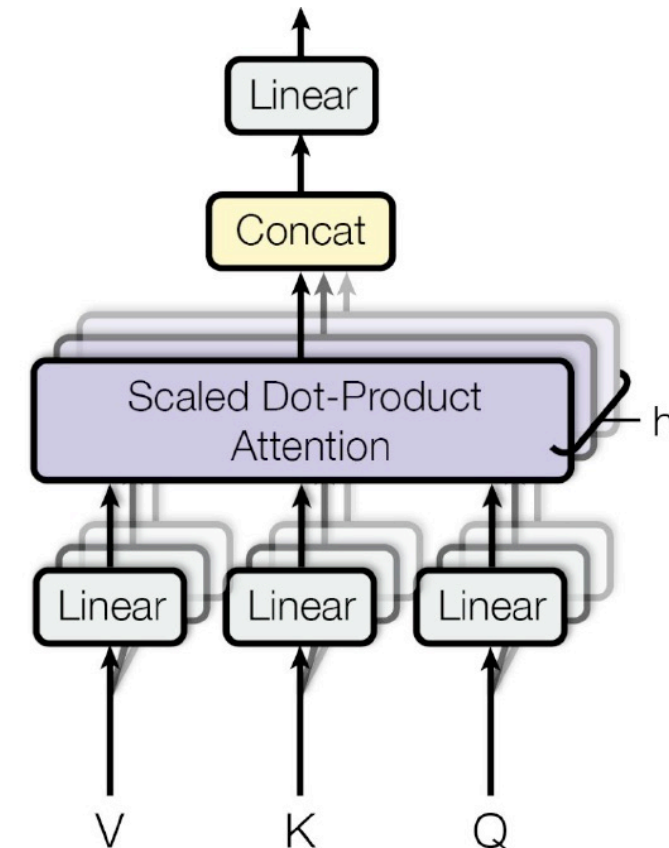 Linear
Concat
Scaled Dot-Product
Attention
h
Linear Linear Linear
V K Q